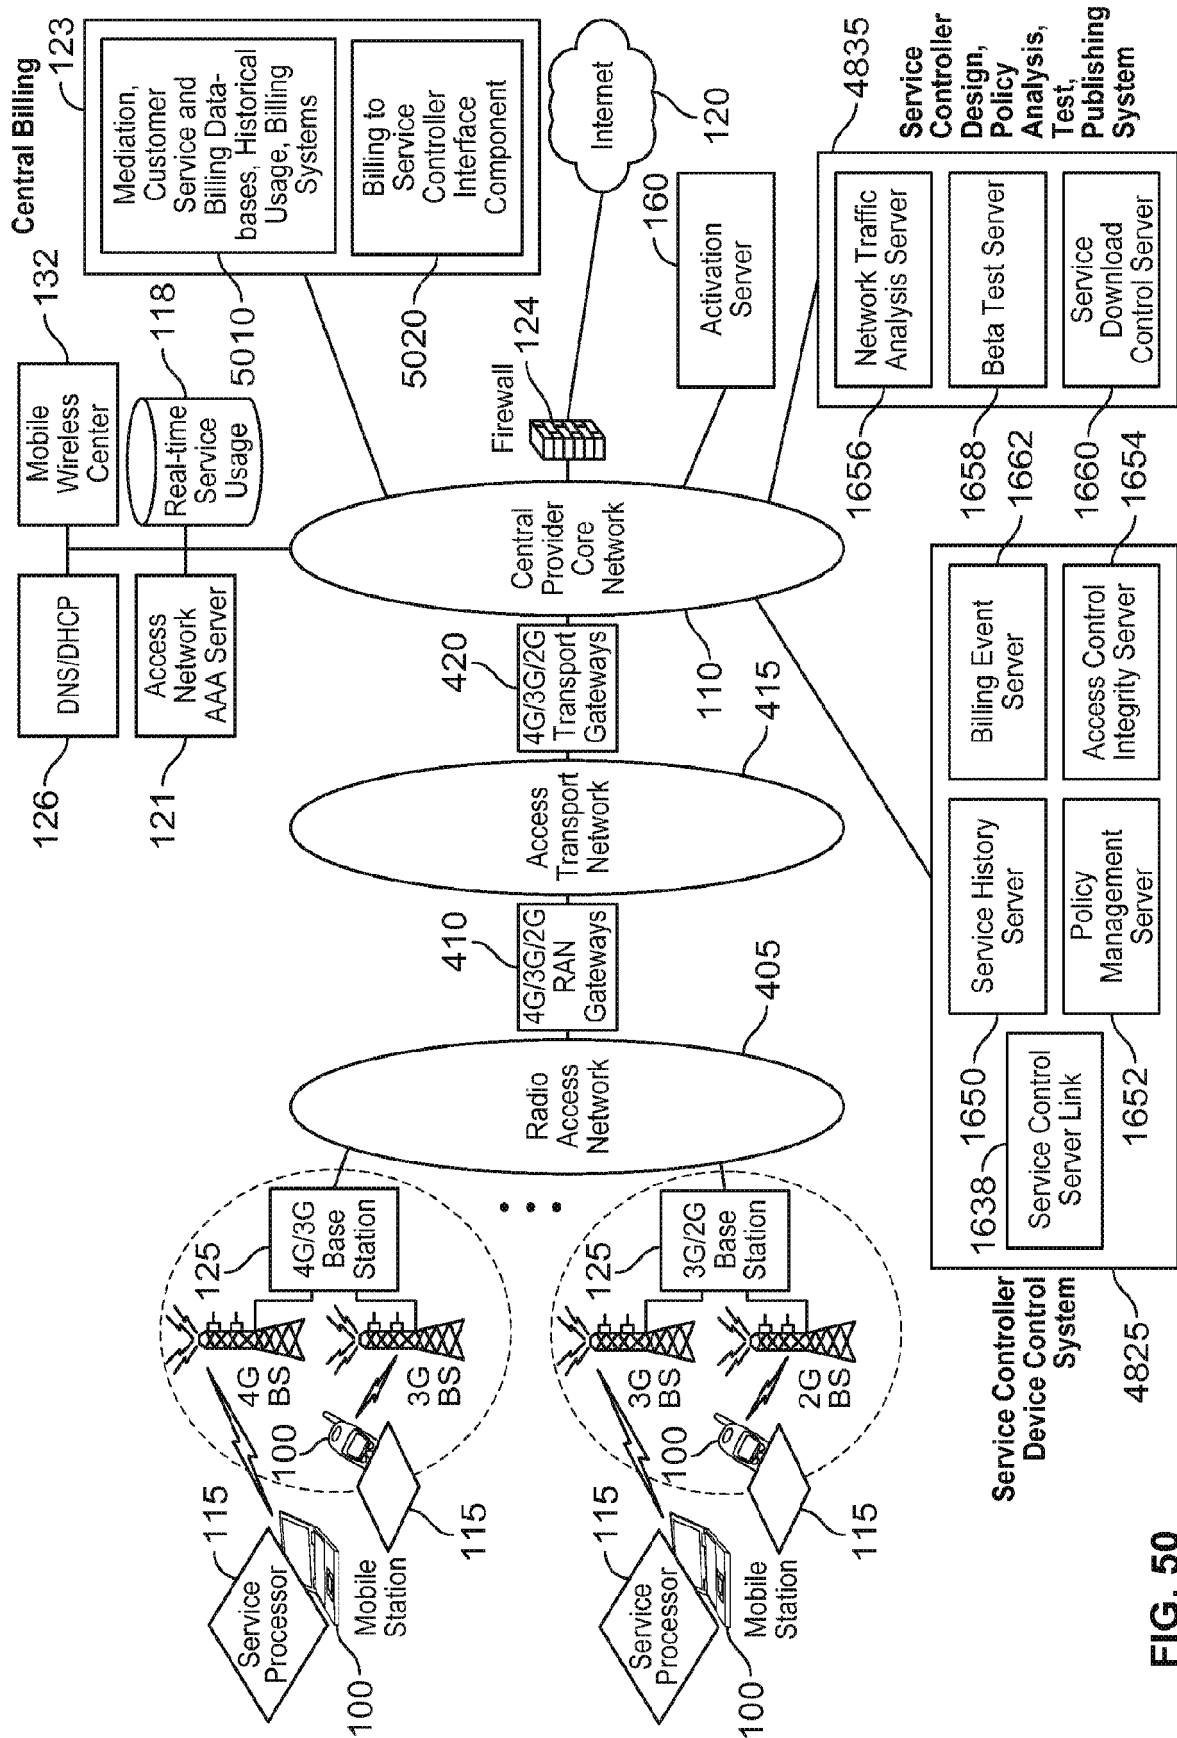 Central Billing
123
Mediation,
Customer
Service and
Billing Data-
bases, Historical
Usage, Billing
Systems
Billing to
Service
Controller
Interface
Component
5010
5020
132
Mobile
Wireless
Center
118
Real-time
Service
Usage
DNS/DHCP
126
Access
Network
AAA Server
121
Internet
120
Firewall
124
160
Activation
Server
Central
Provider
Core
Network
110
420
4G/3G/2G
Transport
Gateways
415
Access
Transport
Network
410
4G/3G/2G
RAN
Gateways
405
Radio
Access
Network
125
4G/3G
Base
Station
4G
BS
3G
BS
100
115
Service
Processor
115
100
Mobile
Station
125
3G/2G
Base
Station
3G
BS
2G
BS
100
115
Service
Processor
115
100
Mobile
Station
4835
Service
Controller
Design,
Policy
Analysis,
Test,
Publishing
System
Network Traffic
Analysis Server
1656
Beta Test Server
1658
Service
Download
Control Server
1660
Billing Event
Server
1662
Access Control
Integrity Server
1654
Service History
Server
1650
Policy
Management
Server
1652
1638
Service Control
Server Link
Service Controller
Device Control
System
4825
FIG. 50